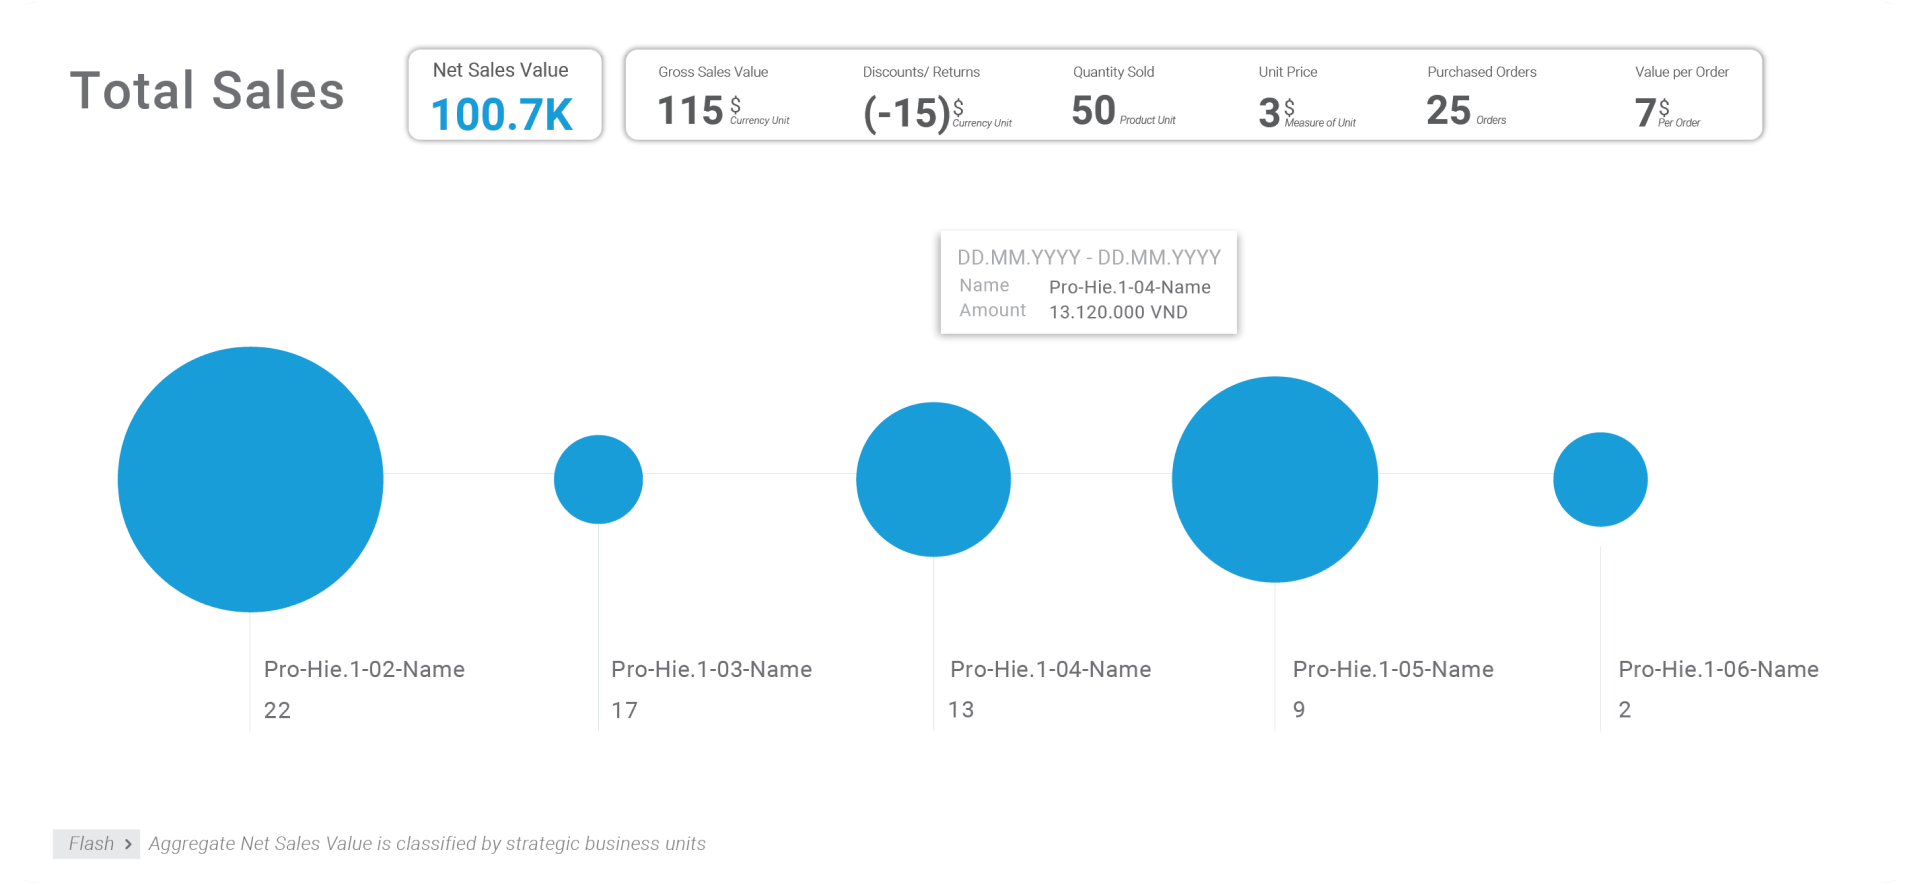 Total Sales
Net Sales Value
100.7K
Gross Sales Value
115 $ Currency Unit
Discounts/ Returns
(-15) $ Currency Unit
Quantity Sold
50 Product Unit
Unit Price
3 $ Measure of Unit
Purchased Orders
25 Orders
Value per Order
7 $ Per Order
DD.MM.YYYY - DD.MM.YYYY
Name Pro-Hie.1-04-Name
Amount 13.120.000 VND
Pro-Hie.1-02-Name
22
Pro-Hie.1-03-Name
17
Pro-Hie.1-04-Name
13
Pro-Hie.1-05-Name
9
Pro-Hie.1-06-Name
2
Flash > Aggregate Net Sales Value is classified by strategic business units